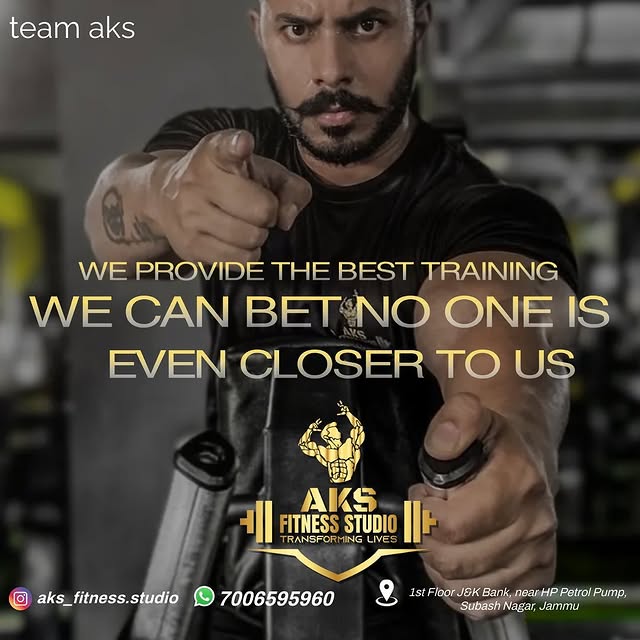 team aks
WE PROVIDE THE BEST TRAINING
WE CAN BET NO ONE IS
EVEN CLOSER TO US
AKS
AKS
FITNESS STUDIO
TRANSFORMING LIVES
aks_fitness.studio
7006595960
1st Floor J&K Bank, near HP Petrol Pump,
Subash Nagar, Jammu